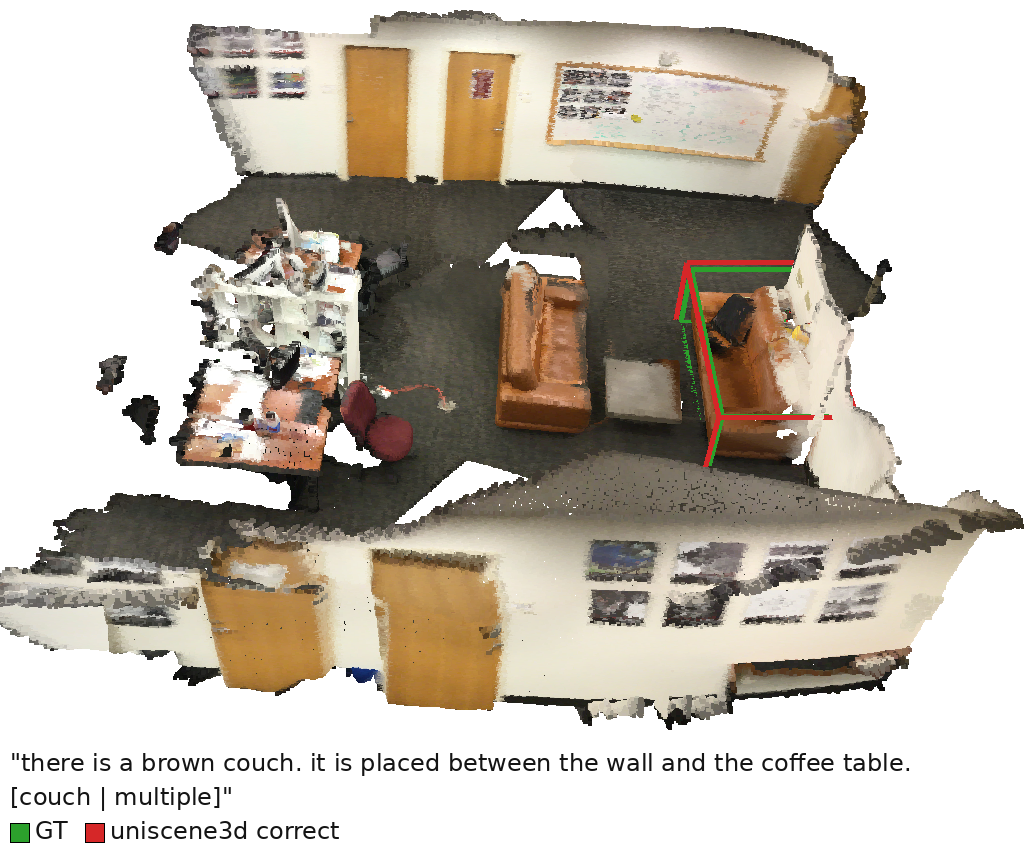 "there is a brown couch. it is placed between the wall and the coffee table.
[couch | multiple]"
GT uniscene3d correct